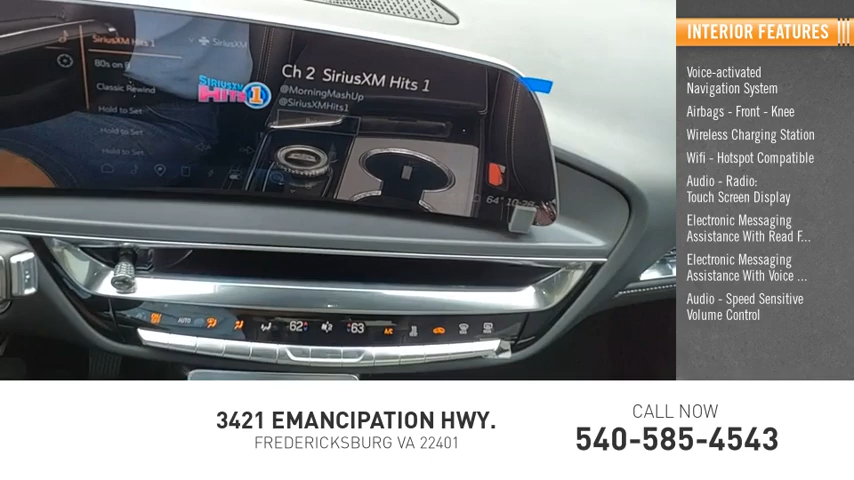 SiriusXM Hits 1
SiriusXM
80s on 8
Classic Rewind
Hold to Set
Hold to Set
Hold to Set
SIRIUSXM
HITS 1
Ch 2 SiriusXM Hits 1
@MorningMashUp
@SiriusXMHits1
64°
AUTO
62
63
A/C
INTERIOR FEATURES
Voice-activated
Navigation System
Airbags - Front - Knee
Wireless Charging Station
Wifi - Hotspot Compatible
Audio - Radio:
Touch Screen Display
Electronic Messaging
Assistance With Read F...
Electronic Messaging
Assistance With Voice ...
Audio - Speed Sensitive
Volume Control
3421 EMANCIPATION HWY.
FREDERICKSBURG VA 22401
CALL NOW
540-585-4543